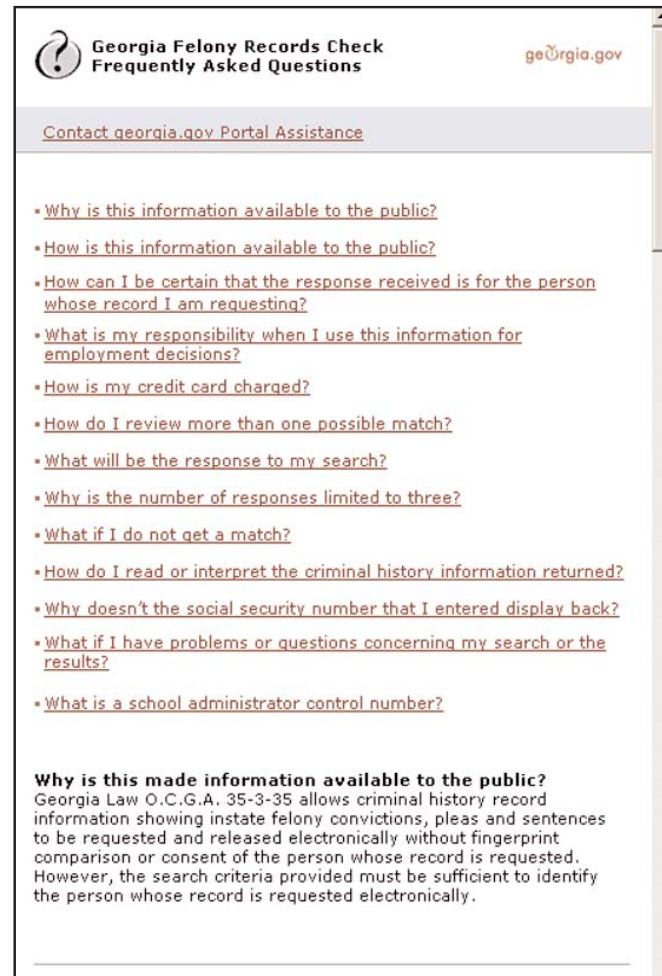 Georgia Felony Records Check
Frequently Asked Questions
georgia.gov
Contact georgia.gov Portal Assistance
Why is this information available to the public?
How is this information available to the public?
How can I be certain that the response received is for the person
whose record I am requesting?
What is my responsibility when I use this information for
employment decisions?
How is my credit card charged?
How do I review more than one possible match?
What will be the response to my search?
Why is the number of responses limited to three?
What if I do not get a match?
How do I read or interpret the criminal history information returned?
Why doesn't the social security number that I entered display back?
What if I have problems or questions concerning my search or the
results?
What is a school administrator control number?
Why is this made information available to the public?
Georgia Law O.C.G.A. 35-3-35 allows criminal history record
information showing instate felony convictions, pleas and sentences
to be requested and released electronically without fingerprint
comparison or consent of the person whose record is requested.
However, the search criteria provided must be sufficient to identify
the person whose record is requested electronically.